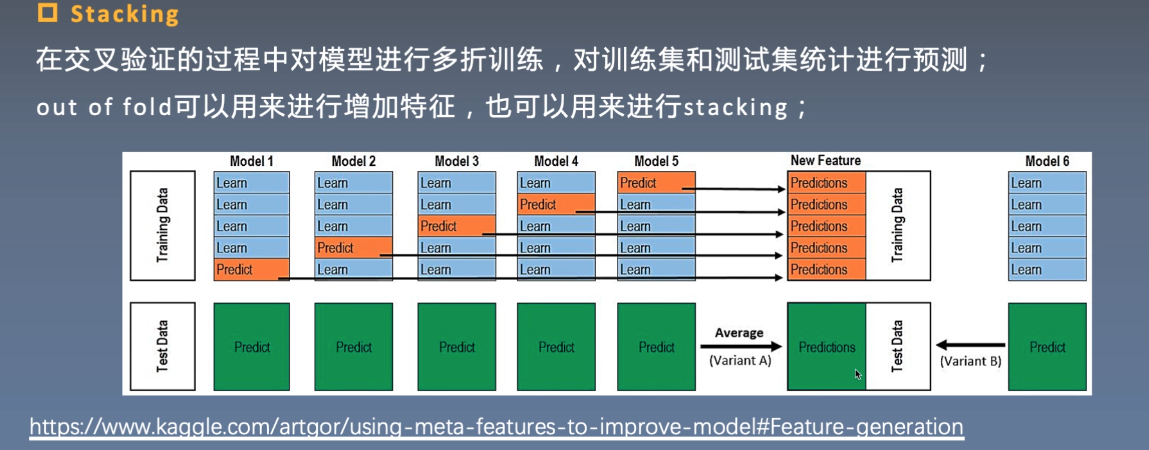 Stacking
在交叉验证的过程中对模型进行多折训练，对训练集和测试集统计进行预测；
out of fold可以用来进行增加特征，也可以用来进行stacking；
Model 1 Model 2 Model 3 Model 4 Model 5 New Feature Model 6
Training Data
Learn Learn Learn Learn Predict Predictions Learn
Learn Learn Learn Predict Learn Predictions Learn
Learn Learn Predict Learn Learn Predictions Learn
Learn Predict Learn Learn Learn Predictions Learn
Predict Learn Learn Learn Learn Predictions Learn
Training Data
Test Data
Predict Predict Predict Predict Predict
Average
(Variant A)
Predictions
Test Data
(Variant B)
Predict
https://www.kaggle.com/artgor/using-meta-features-to-improve-model#Feature-generation